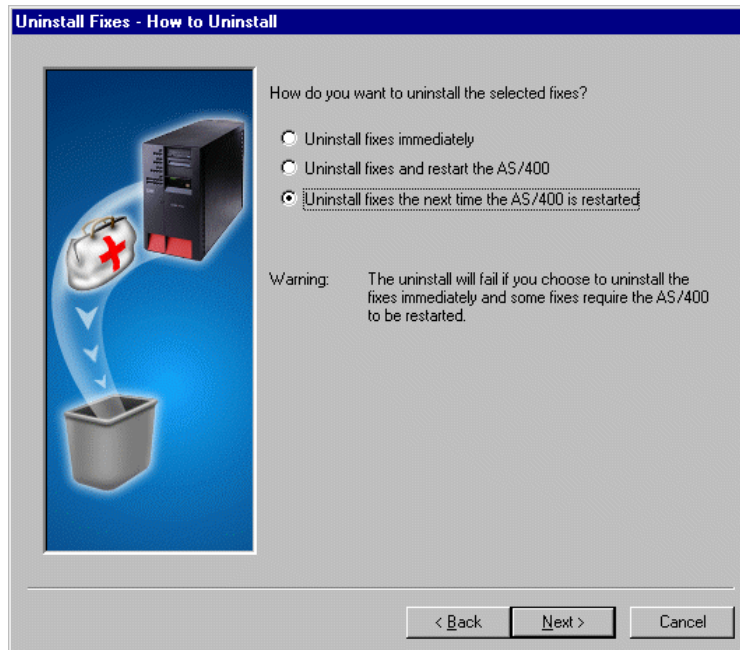 Uninstall Fixes - How to Uninstall
How do you want to uninstall the selected fixes?
Uninstall fixes immediately
Uninstall fixes and restart the AS/400
Uninstall fixes the next time the AS/400 is restarted
Warning: The uninstall will fail if you choose to uninstall the
fixes immediately and some fixes require the AS/400
to be restarted.
< Back Next > Cancel